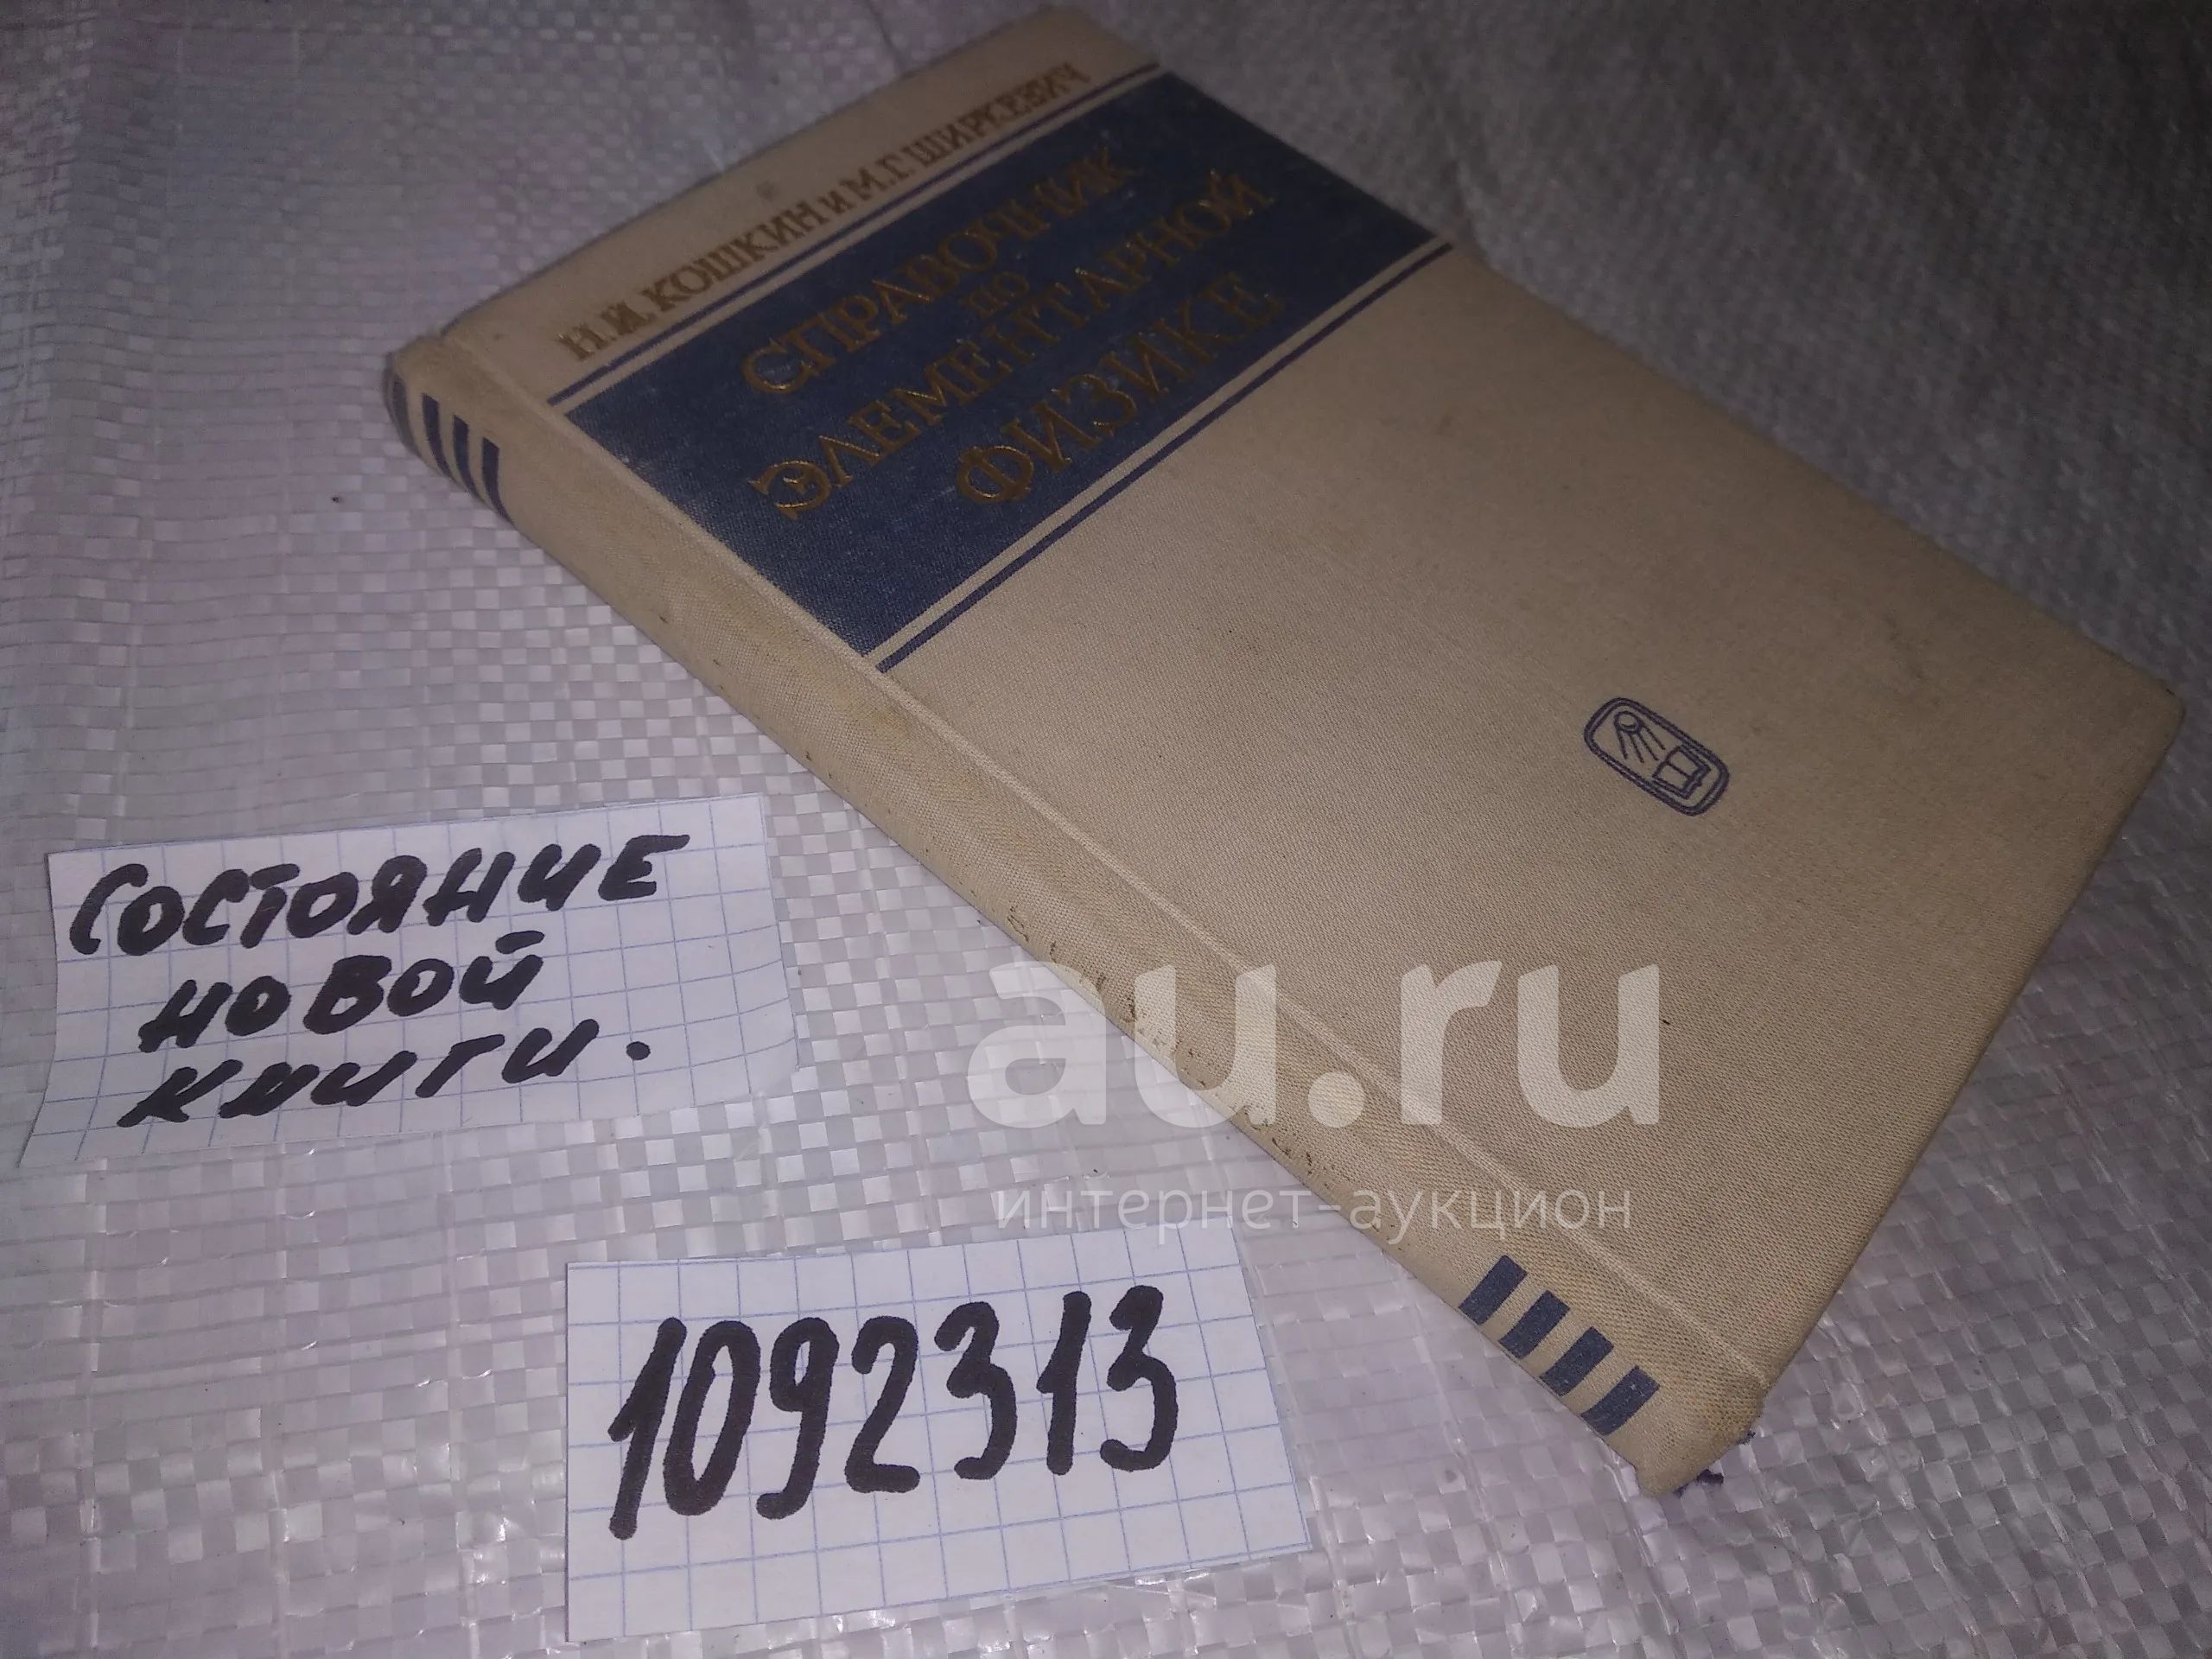 Н.И. КОШКИН и М.Г. ШИРКЕВИЧ
СПРАВОЧНИК
ПО
ЭЛЕМЕНТАРНОЙ
ФИЗИКЕ
СОСТОЯНИЕ
НОВОЙ
КНИГИ.
au.ru
интернет-аукцион
1092313